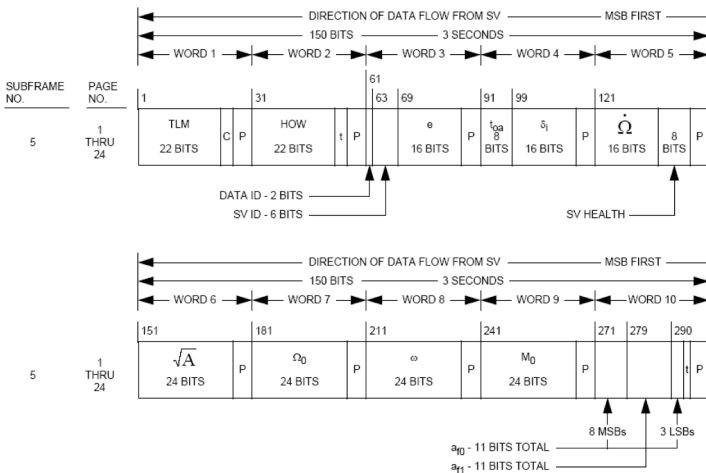 DIRECTION OF DATA FLOW FROM SV MSB FIRST
150 BITS 3 SECONDS
WORD 1 WORD 2 WORD 3 WORD 4 WORD 5
SUBFRAME NO. PAGE NO.
61
1 31 63 69 91 99 121
5
1 THRU 24
TLM 22 BITS C P HOW 22 BITS t P e 16 BITS P toa 8 BITS δi 16 BITS P Ω̇ 16 BITS 8 BITS P
DATA ID - 2 BITS
SV ID - 6 BITS
SV HEALTH
DIRECTION OF DATA FLOW FROM SV MSB FIRST
150 BITS 3 SECONDS
WORD 6 WORD 7 WORD 8 WORD 9 WORD 10
151 181 211 241 271 279 290
5
1 THRU 24
√A 24 BITS P Ω0 24 BITS P ω 24 BITS P M0 24 BITS P t P
8 MSBs 3 LSBs
af0 - 11 BITS TOTAL
af1 - 11 BITS TOTAL